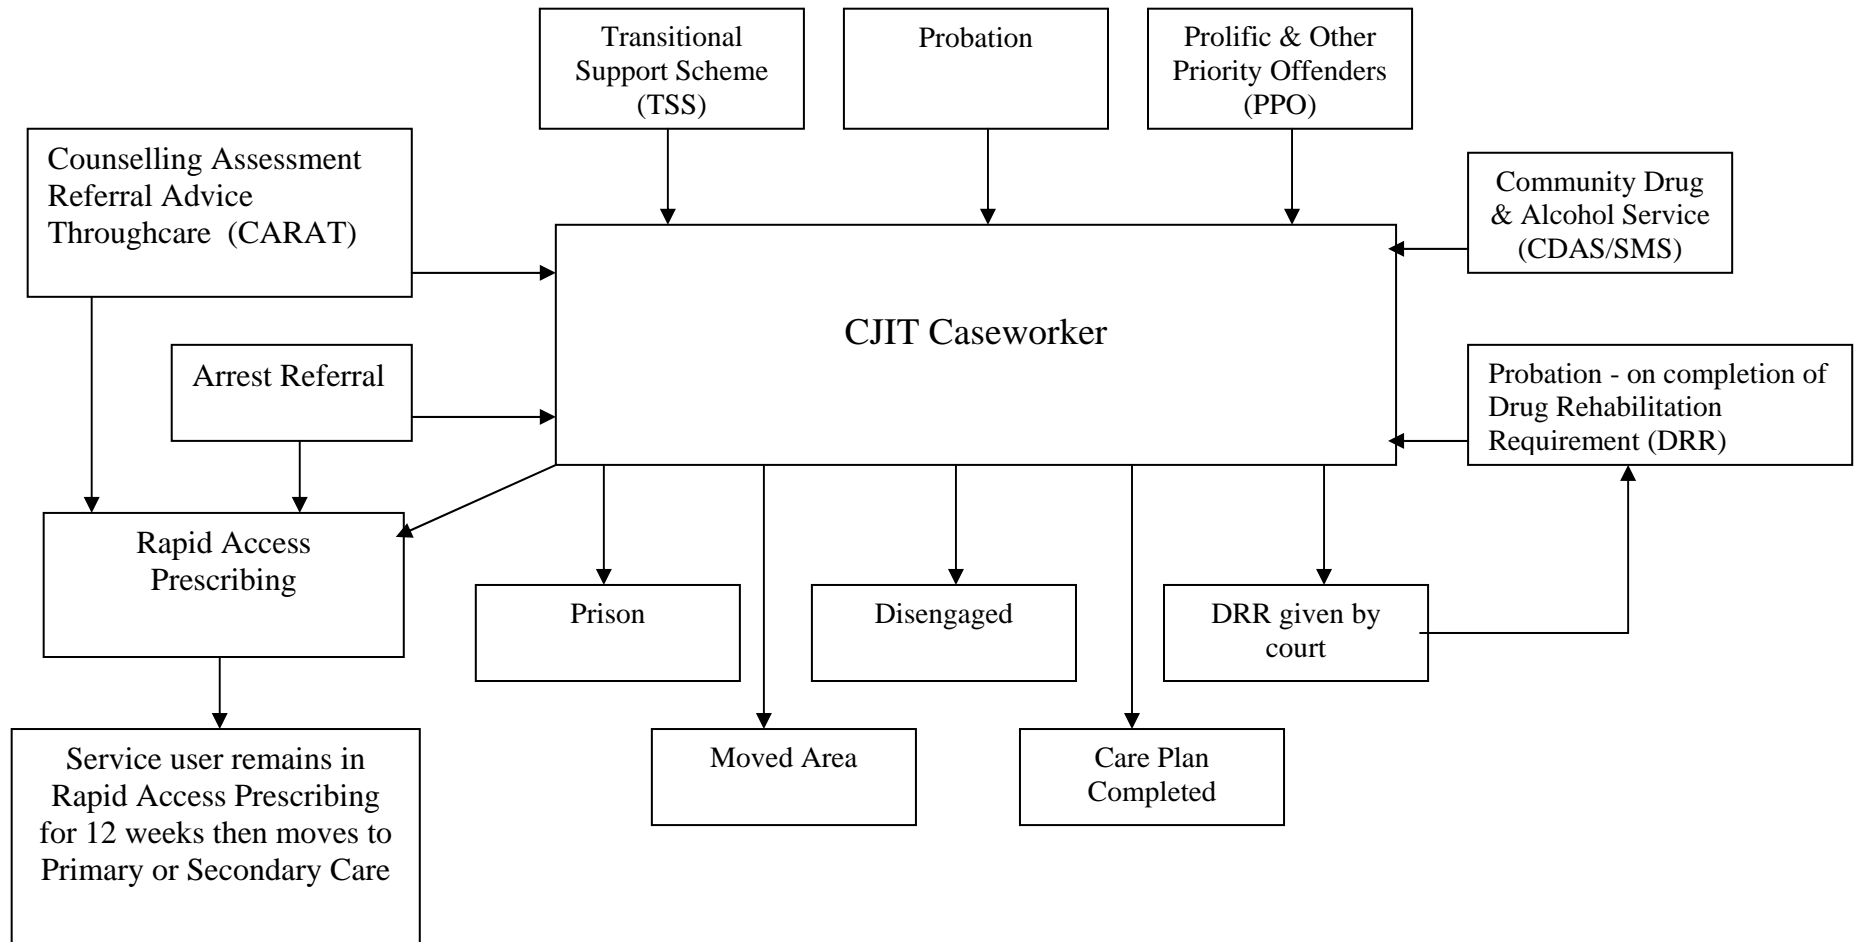 Transitional
Support Scheme
(TSS)
Probation
Prolific & Other
Priority Offenders
(PPO)
Counselling Assessment
Referral Advice
Throughcare (CARAT)
Community Drug
& Alcohol Service
(CDAS/SMS)
CJIT Caseworker
Arrest Referral
Probation - on completion of
Drug Rehabilitation
Requirement (DRR)
Rapid Access
Prescribing
Prison
Disengaged
DRR given by
court
Service user remains in
Rapid Access Prescribing
for 12 weeks then moves to
Primary or Secondary Care
Moved Area
Care Plan
Completed